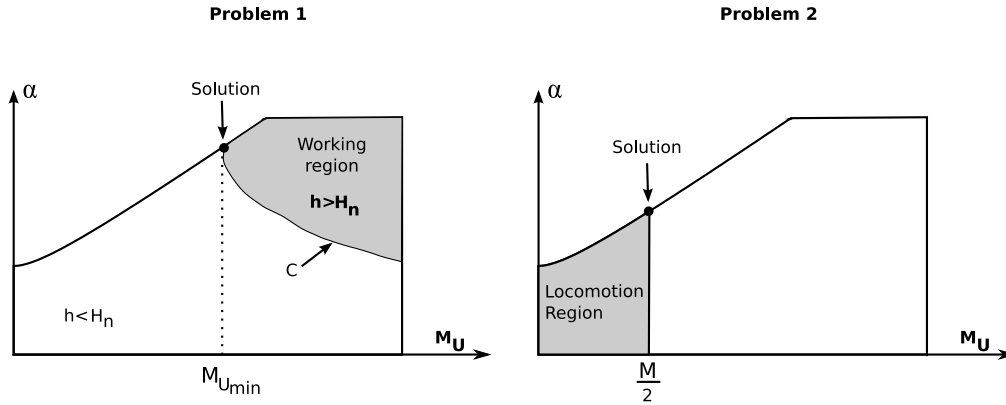 Problem 1
α
Solution
Working
region
h>Hn
C
h<Hn
MU
MUmin
Problem 2
α
Solution
Locomotion
Region
MU
M
2